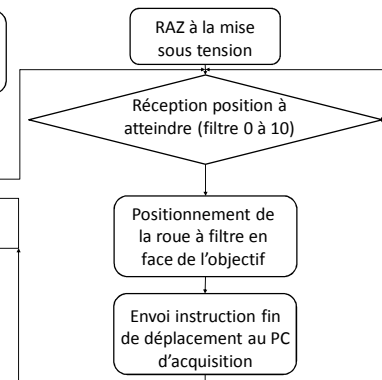 RAZ à la mise
sous tension
Réception position à
atteindre (filtre 0 à 10)
Positionnement de
la roue à filtre en
face de l’objectif
Envoi instruction fin
de déplacement au PC
d’acquisition